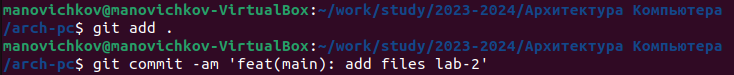 manovichkov@manovichkov-VirtualBox:~/work/study/2023-2024/Архитектура Компьютера
/arch-pc$ git add .
manovichkov@manovichkov-VirtualBox:~/work/study/2023-2024/Архитектура Компьютера
/arch-pc$ git commit -am 'feat(main): add files lab-2'